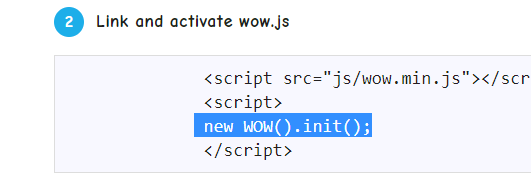 2 Link and activate wow.js
<script src="js/wow.min.js"></scr
<script>
new WOW().init();
</script>